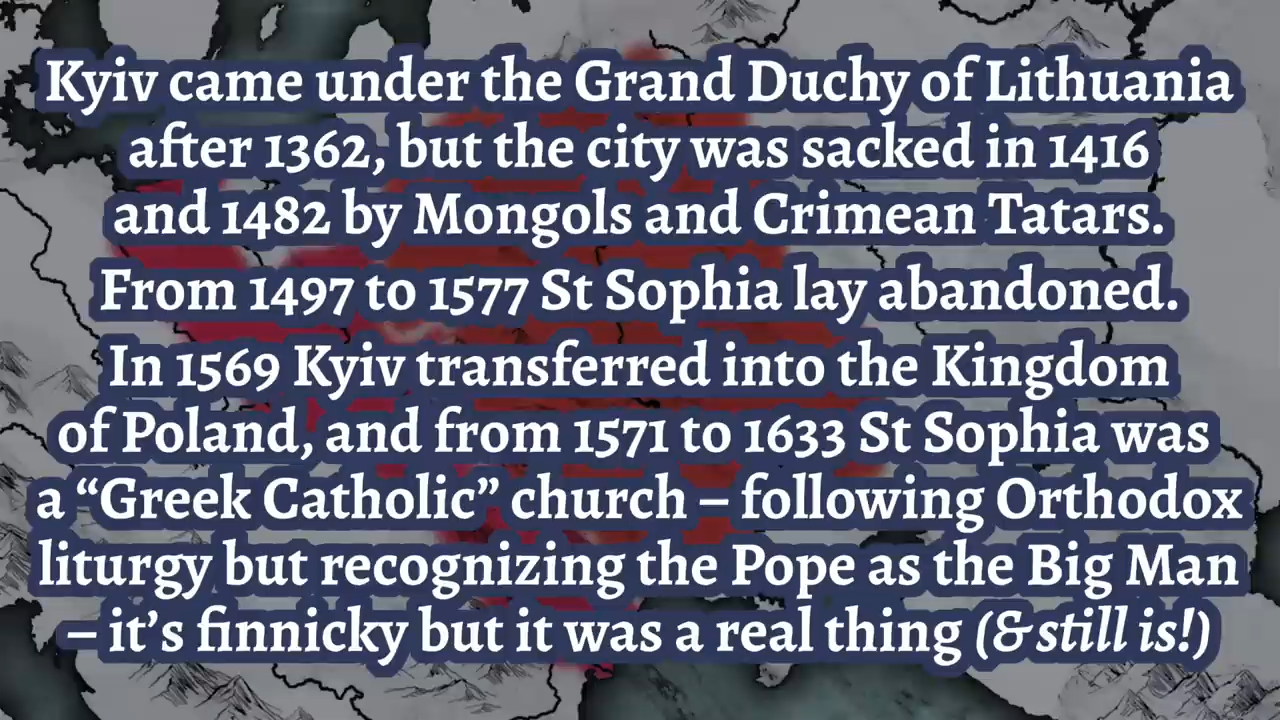 Kyiv came under the Grand Duchy of Lithuania
after 1362, but the city was sacked in 1416
and 1482 by Mongols and Crimean Tatars.
From 1497 to 1577 St Sophia lay abandoned.
In 1569 Kyiv transferred into the Kingdom
of Poland, and from 1571 to 1633 St Sophia was
a “Greek Catholic” church – following Orthodox
liturgy but recognizing the Pope as the Big Man
– it’s finnicky but it was a real thing (& still is!)